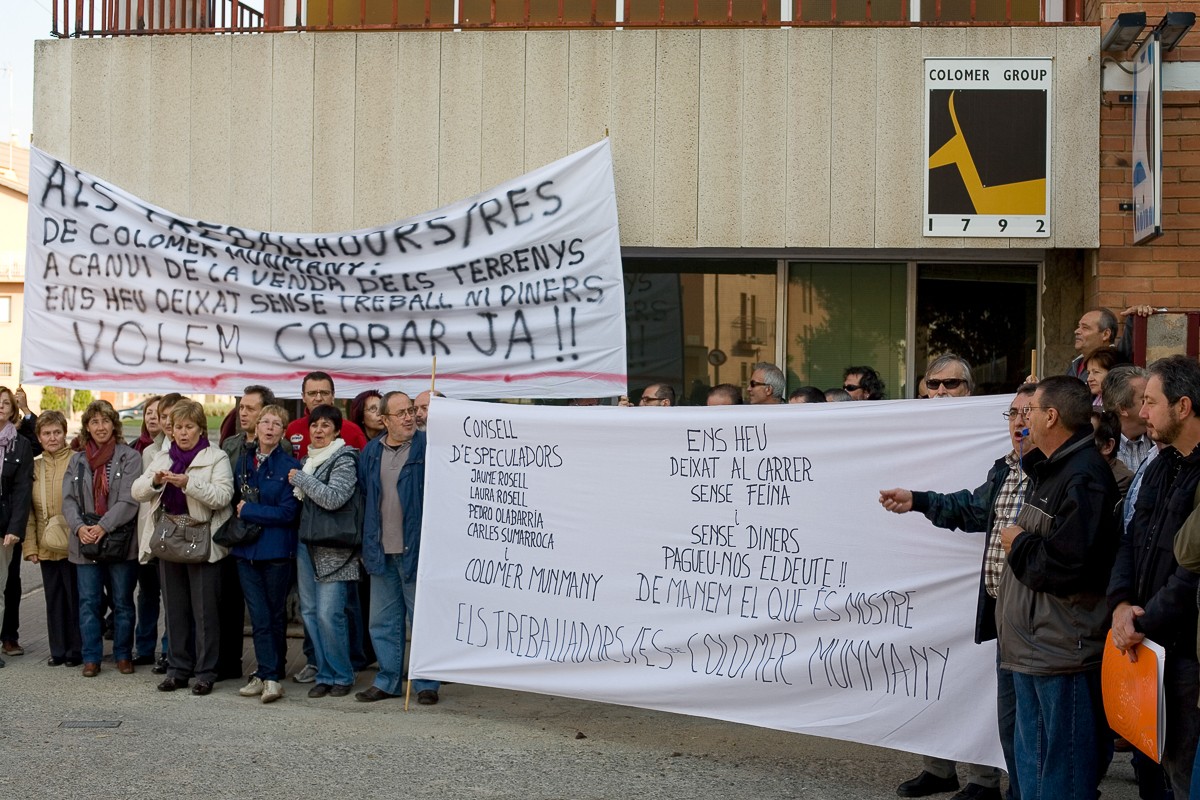 ALS TREBALLADORS/RES
DE COLOMER MUNMANY:
A CANVI DE LA VENDA DELS TERRENYS
ENS HEU DEIXAT SENSE TREBALL NI DINERS
VOLEM COBRAR JA!!
COLOMER GROUP
1792
CONSELL
D'ESPECULADORS
JAUME ROSELL
LAURA ROSELL
PEDRO OLABARRÍA
CARLES SUMARROCA
i
COLOMER MUNMANY
ENS HEU
DEIXAT AL CARRER
SENSE FEINA
i
SENSE DINERS
PAGUEU-NOS EL DEUTE!!
DE MANEM EL QUE ÉS NOSTRE
ELS TREBALLADORS/ES DE COLOMER MUNMANY